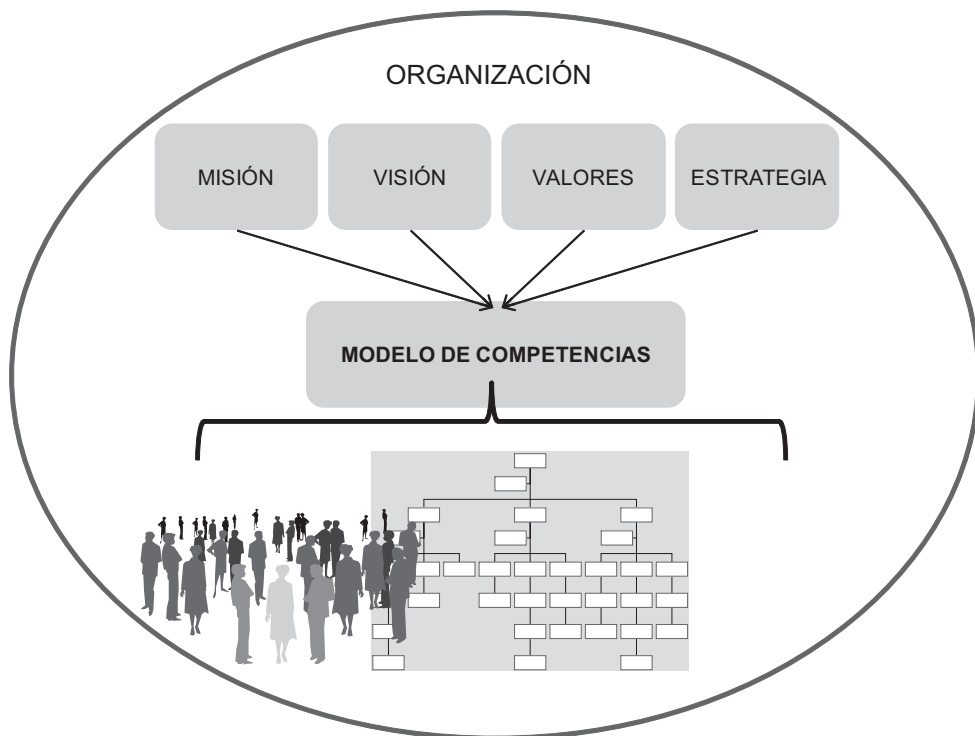 ORGANIZACIÓN
MISIÓN
VISIÓN
VALORES
ESTRATEGIA
MODELO DE COMPETENCIAS